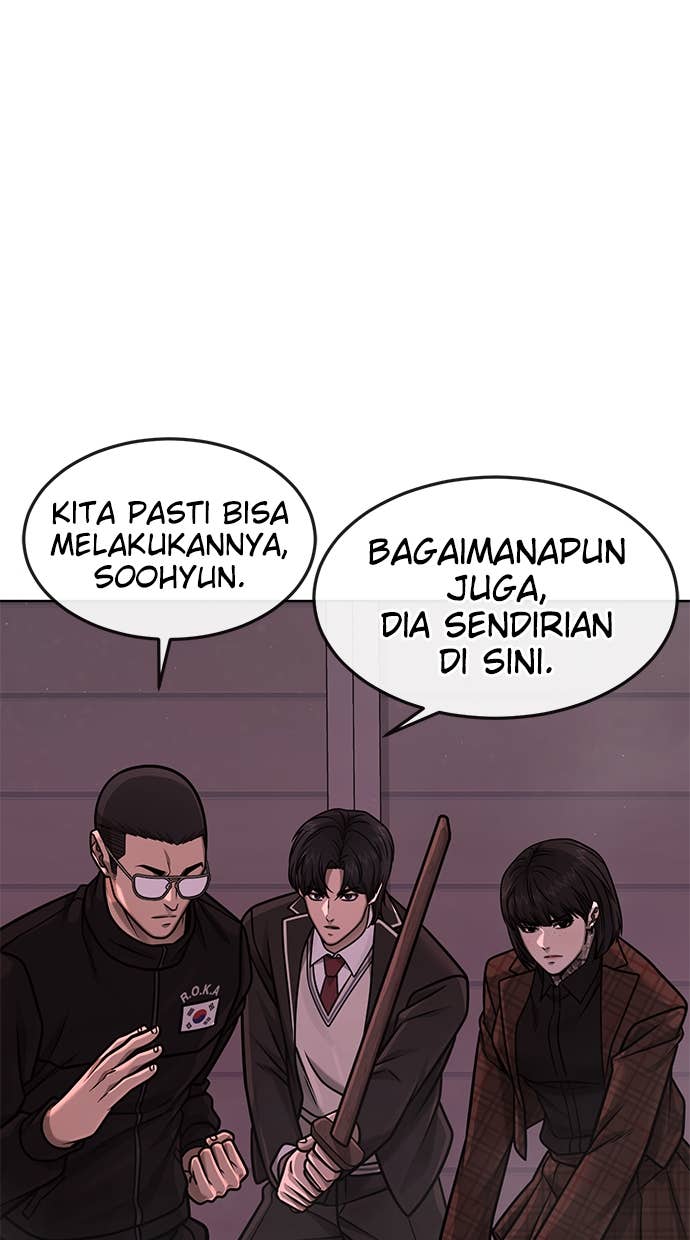 KITA PASTI BISA
MELAKUKANNYA,
SOOHYUN.
BAGAIMANAPUN
JUGA,
DIA SENDIRIAN
DI SINI.
R.O.K.A